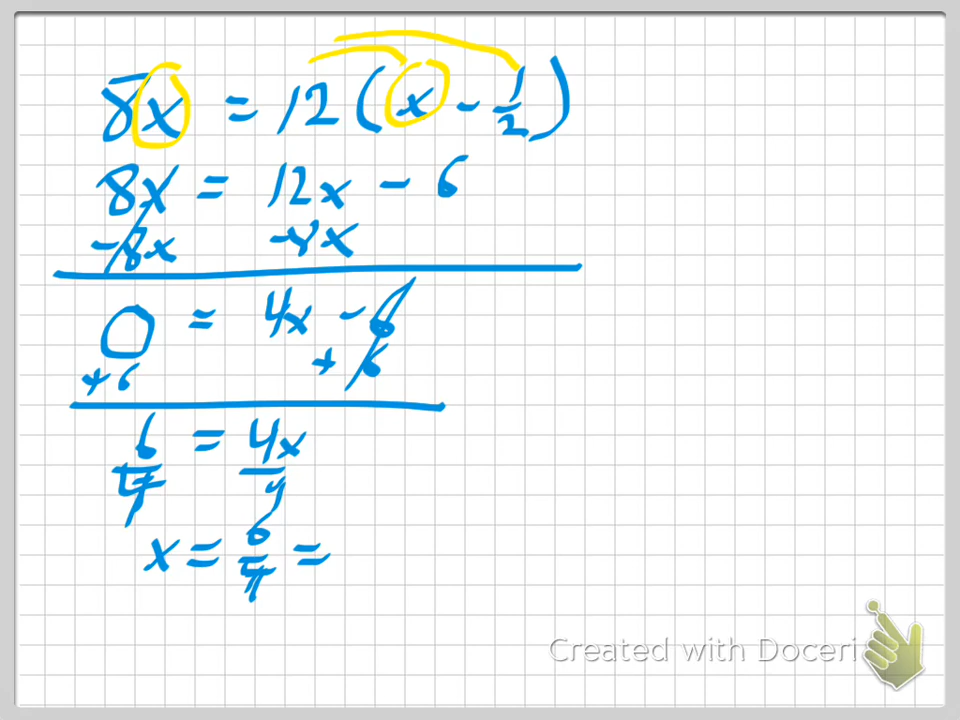 8x = 12(x - 1/2)
8x = 12x - 6
-8x -8x
0 = 4x - 6
+6 +6
6/4 = 4x/4
x = 6/4 =
Created with Doceri